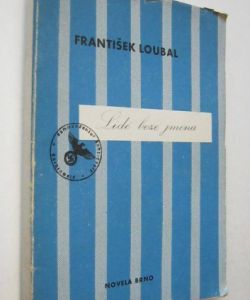 FRANTIŠEK LOUBAL
Lidé beze jména
NOVELA BRNO